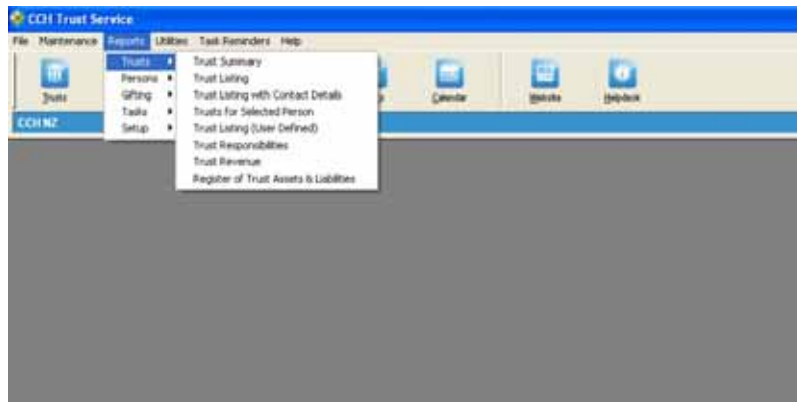 CCH Trust Service
File Maintenance Reports Utilities Task Reminders Help
Trusts
Persons
Gifting
Tasks
Setup
Trust Summary
Trust Listing
Trust Listing with Contact Details
Trusts for Selected Person
Trust Listing (User Defined)
Trust Responsibilities
Trust Revenue
Register of Trust Assets & Liabilities
Trusts Calendar Website Helpdesk
CCH NZ